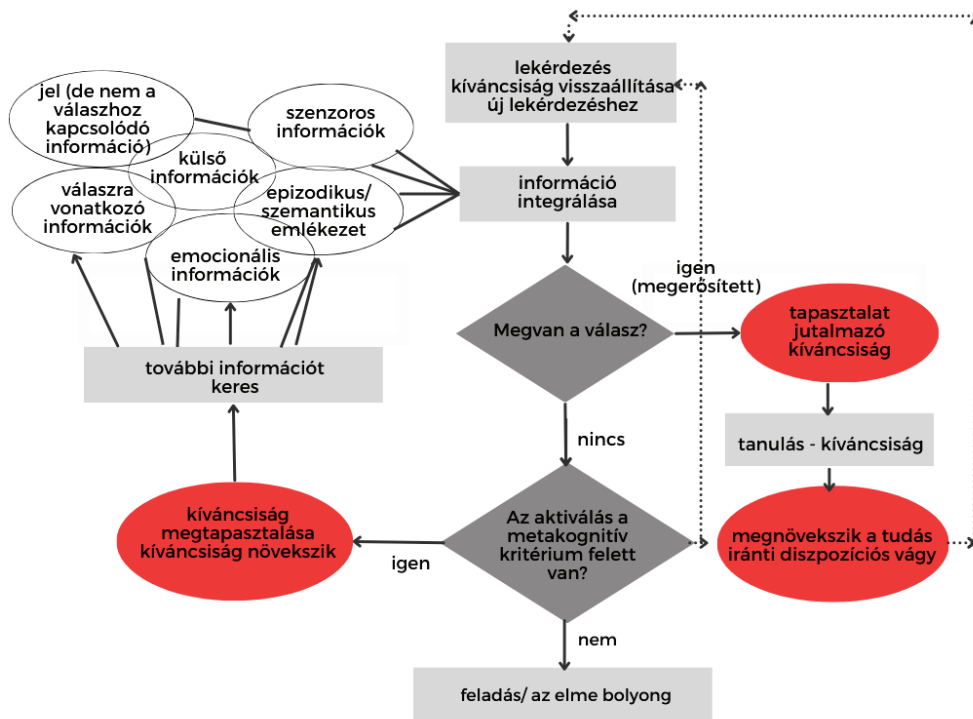 lekérdezés
kíváncsiság visszaállítása
új lekérdezéshez
jel (de nem a
válaszhoz
kapcsolódó
információ)
szenzoros
információk
külső
információk
válaszra
vonatkozó
információk
epizodikus/
szemantikus
emlékezet
emocionális
információk
információ
integrálása
Megvan a válasz?
igen
(megerősített)
tapasztalat
jutalmazó
kíváncsiság
további információt
keres
nincs
tanulás - kíváncsiság
kíváncsiság
megtapasztalása
kíváncsiság növekszik
igen
Az aktiválás a
metakognitív
kritérium felett
van?
megnövekszik a tudás
iránti diszpozíciós vágy
nem
feladás/ az elme bolyong